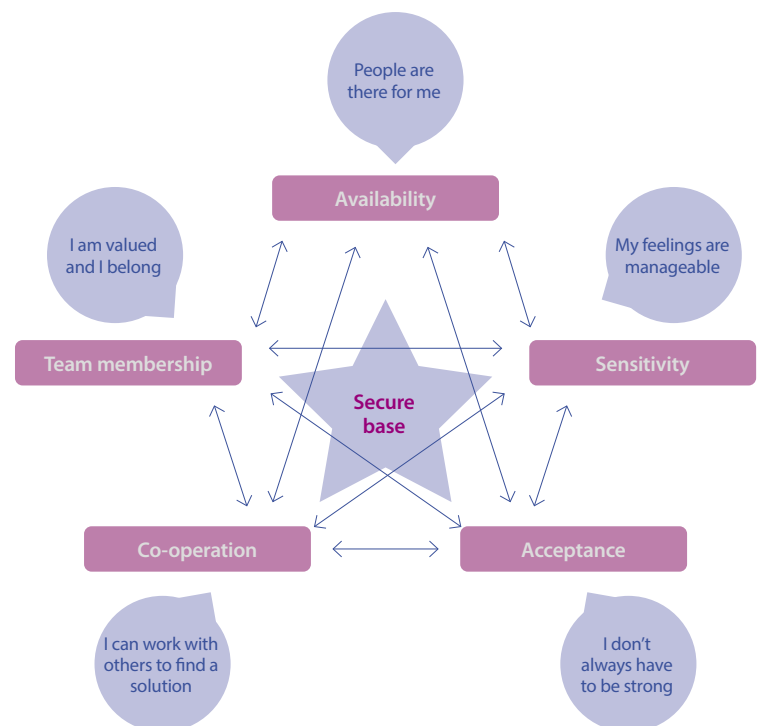 People are
there for me
Availability
I am valued
and I belong
My feelings are
manageable
Team membership
Sensitivity
Secure
base
Co-operation
Acceptance
I can work with
others to find a
solution
I don't
always have
to be strong